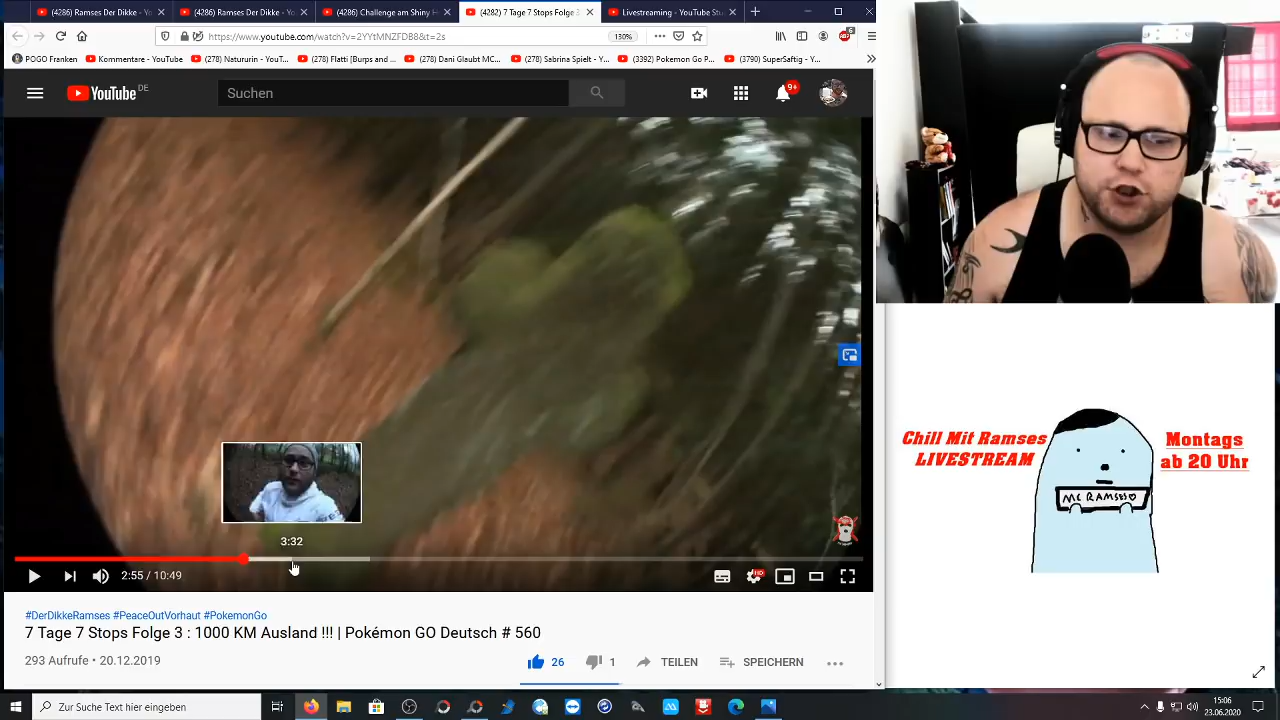 (4286) Ramses Der Dikke -
(4286) Ramses Der Dikke - Yo
(4286) Challenge am Shiny H
(4282) 7 Tage 7 Stops Folge 3
Livestreaming - YouTube Stu
https://www.youtube.com/watch?v=2YYtMNZFDB8&t=2s
130%
6
POGO Franken
Kommentare - YouTube
(278) Natururin - YouT...
(278) Flatti [Burps and ...
(278) Dani Glaubt MC...
(278) Sabrina Spielt - Y...
(3392) Pokemon Go P...
(3790) SuperSaftig - ...
YouTube DE
Suchen
9+
3:32
2:55 / 10:49
HD
#DerDikkeRamses #PeaceOutVorhaut #PokemonGo
7 Tage 7 Stops Folge 3 : 1000 KM Ausland !!! | Pokémon GO Deutsch # 560
293 Aufrufe • 20.12.2019
26
1
TEILEN
SPEICHERN
Chill Mit Ramses
LIVESTREAM
Montags
ab 20 Uhr
MC RAMSES
Zur Suche Text hier eingeben
15:06
23.06.2020